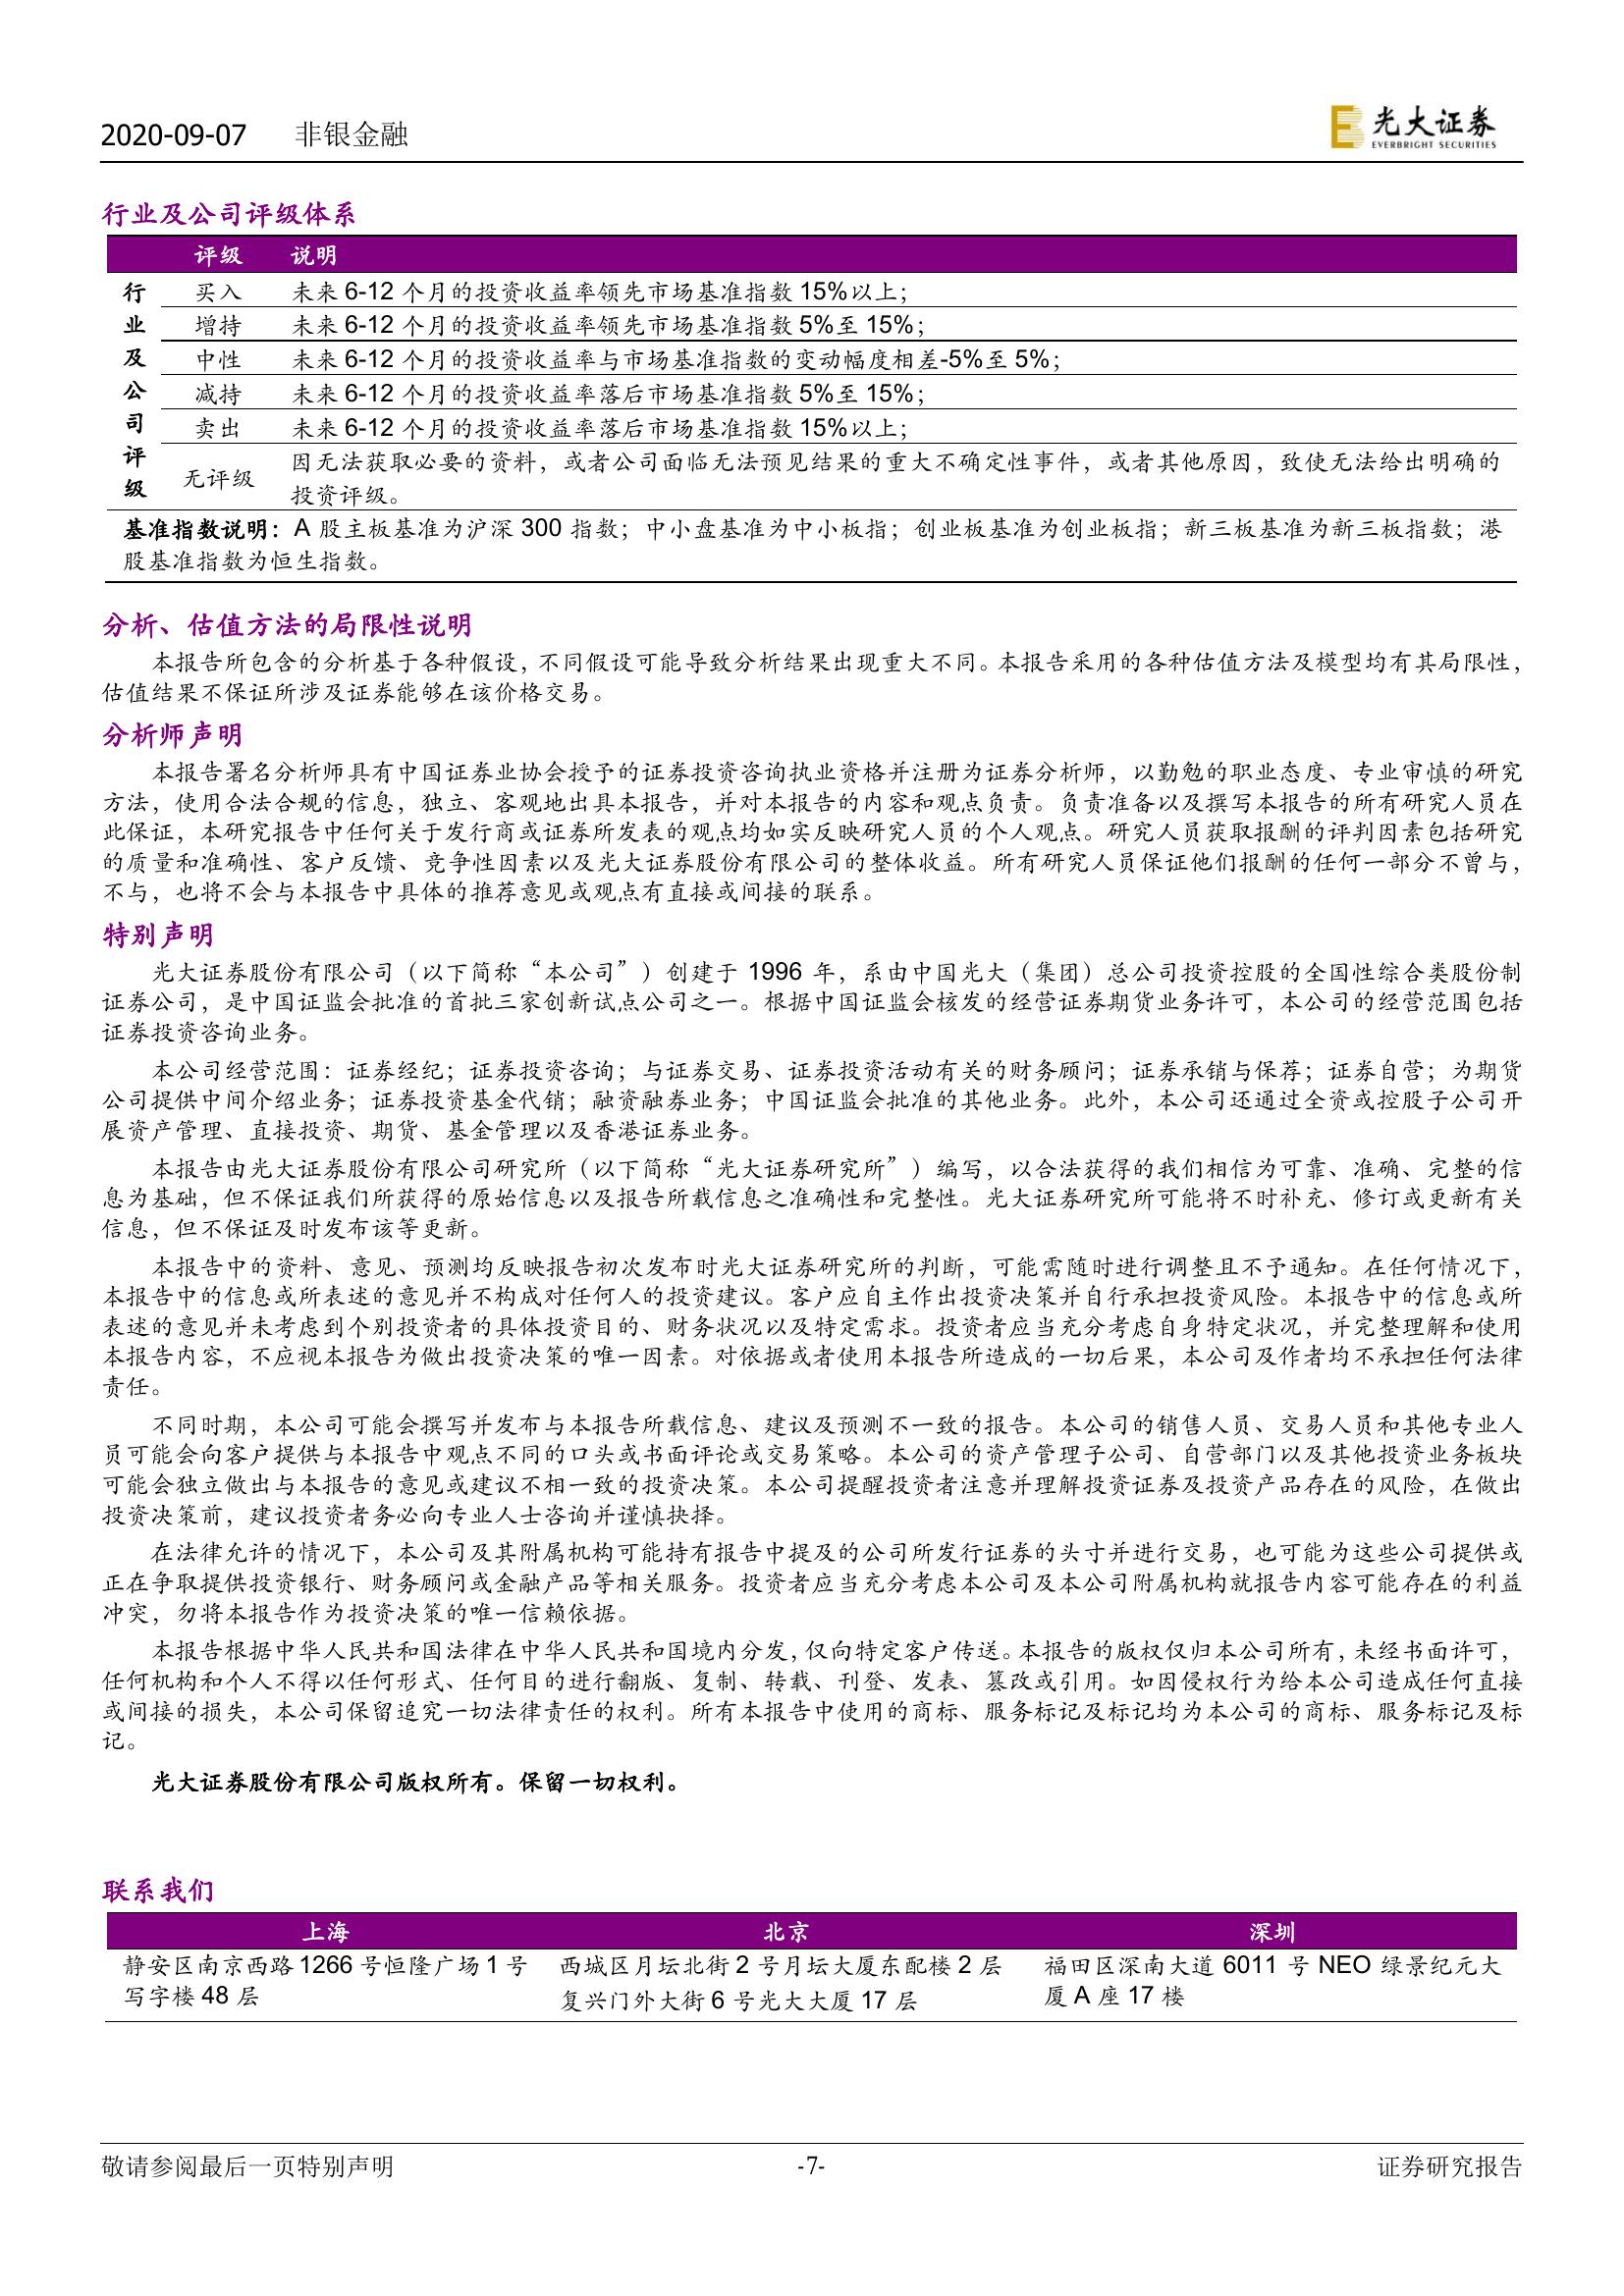 2020-09-07 非银金融
光大证券
EVERBRIGHT SECURITIES
行业及公司评级体系
评级 说明
行业及公司评级
买入 未来 6-12 个月的投资收益率领先市场基准指数 15%以上；
增持 未来 6-12 个月的投资收益率领先市场基准指数 5%至 15%；
中性 未来 6-12 个月的投资收益率与市场基准指数的变动幅度相差-5%至 5%；
减持 未来 6-12 个月的投资收益率落后市场基准指数 5%至 15%；
卖出 未来 6-12 个月的投资收益率落后市场基准指数 15%以上；
无评级 因无法获取必要的资料，或者公司面临无法预见结果的重大不确定性事件，或者其他原因，致使无法给出明确的
投资评级。
基准指数说明：A 股主板基准为沪深 300 指数；中小盘基准为中小板指；创业板基准为创业板指；新三板基准为新三板指数；港
股基准指数为恒生指数。
分析、估值方法的局限性说明
本报告所包含的分析基于各种假设，不同假设可能导致分析结果出现重大不同。本报告采用的各种估值方法及模型均有其局限性，
估值结果不保证所涉及证券能够在该价格交易。
分析师声明
本报告署名分析师具有中国证券业协会授予的证券投资咨询执业资格并注册为证券分析师，以勤勉的职业态度、专业审慎的研究
方法，使用合法合规的信息，独立、客观地出具本报告，并对本报告的内容和观点负责。负责准备以及撰写本报告的所有研究人员在
此保证，本研究报告中任何关于发行商或证券所发表的观点均如实反映研究人员的个人观点。研究人员获取报酬的评判因素包括研究
的质量和准确性、客户反馈、竞争性因素以及光大证券股份有限公司的整体收益。所有研究人员保证他们报酬的任何一部分不曾与，
不与，也将不会与本报告中具体的推荐意见或观点有直接或间接的联系。
特别声明
光大证券股份有限公司（以下简称“本公司”）创建于 1996 年，系由中国光大（集团）总公司投资控股的全国性综合类股份制
证券公司，是中国证监会批准的首批三家创新试点公司之一。根据中国证监会核发的经营证券期货业务许可，本公司的经营范围包括
证券投资咨询业务。
本公司经营范围：证券经纪；证券投资咨询；与证券交易、证券投资活动有关的财务顾问；证券承销与保荐；证券自营；为期货
公司提供中间介绍业务；证券投资基金代销；融资融券业务；中国证监会批准的其他业务。此外，本公司还通过全资或控股子公司开
展资产管理、直接投资、期货、基金管理以及香港证券业务。
本报告由光大证券股份有限公司研究所（以下简称“光大证券研究所”）编写，以合法获得的我们相信为可靠、准确、完整的信
息为基础，但不保证我们所获得的原始信息以及报告所载信息之准确性和完整性。光大证券研究所可能将不时补充、修订或更新有关
信息，但不保证及时发布该等更新。
本报告中的资料、意见、预测均反映报告初次发布时光大证券研究所的判断，可能需随时进行调整且不予通知。在任何情况下，
本报告中的信息或所表述的意见并不构成对任何人的投资建议。客户应自主作出投资决策并自行承担投资风险。本报告中的信息或所
表述的意见并未考虑到个别投资者的具体投资目的、财务状况以及特定需求。投资者应当充分考虑自身特定状况，并完整理解和使用
本报告内容，不应视本报告为做出投资决策的唯一因素。对依据或者使用本报告所造成的一切后果，本公司及作者均不承担任何法律
责任。
不同时期，本公司可能会撰写并发布与本报告所载信息、建议及预测不一致的报告。本公司的销售人员、交易人员和其他专业人
员可能会向客户提供与本报告中观点不同的口头或书面评论或交易策略。本公司的资产管理子公司、自营部门以及其他投资业务板块
可能会独立做出与本报告的意见或建议不相一致的投资决策。本公司提醒投资者注意并理解投资证券及投资产品存在的风险，在做出
投资决策前，建议投资者务必向专业人士咨询并谨慎抉择。
在法律允许的情况下，本公司及其附属机构可能持有报告中提及的公司所发行证券的头寸并进行交易，也可能为这些公司提供或
正在争取提供投资银行、财务顾问或金融产品等相关服务。投资者应当充分考虑本公司及本公司附属机构就报告内容可能存在的利益
冲突，勿将本报告作为投资决策的唯一信赖依据。
本报告根据中华人民共和国法律在中华人民共和国境内分发，仅向特定客户传送。本报告的版权仅归本公司所有，未经书面许可，
任何机构和个人不得以任何形式、任何目的进行翻版、复制、转载、刊登、发表、篡改或引用。如因侵权行为给本公司造成任何直接
或间接的损失，本公司保留追究一切法律责任的权利。所有本报告中使用的商标、服务标记及标记均为本公司的商标、服务标记及标
记。
光大证券股份有限公司版权所有。保留一切权利。
联系我们
上海 北京 深圳
静安区南京西路 1266 号恒隆广场 1 号
写字楼 48 层
西城区月坛北街 2 号月坛大厦东配楼 2 层
复兴门外大街 6 号光大大厦 17 层
福田区深南大道 6011 号 NEO 绿景纪元大
厦 A 座 17 楼
敬请参阅最后一页特别声明 -7- 证券研究报告